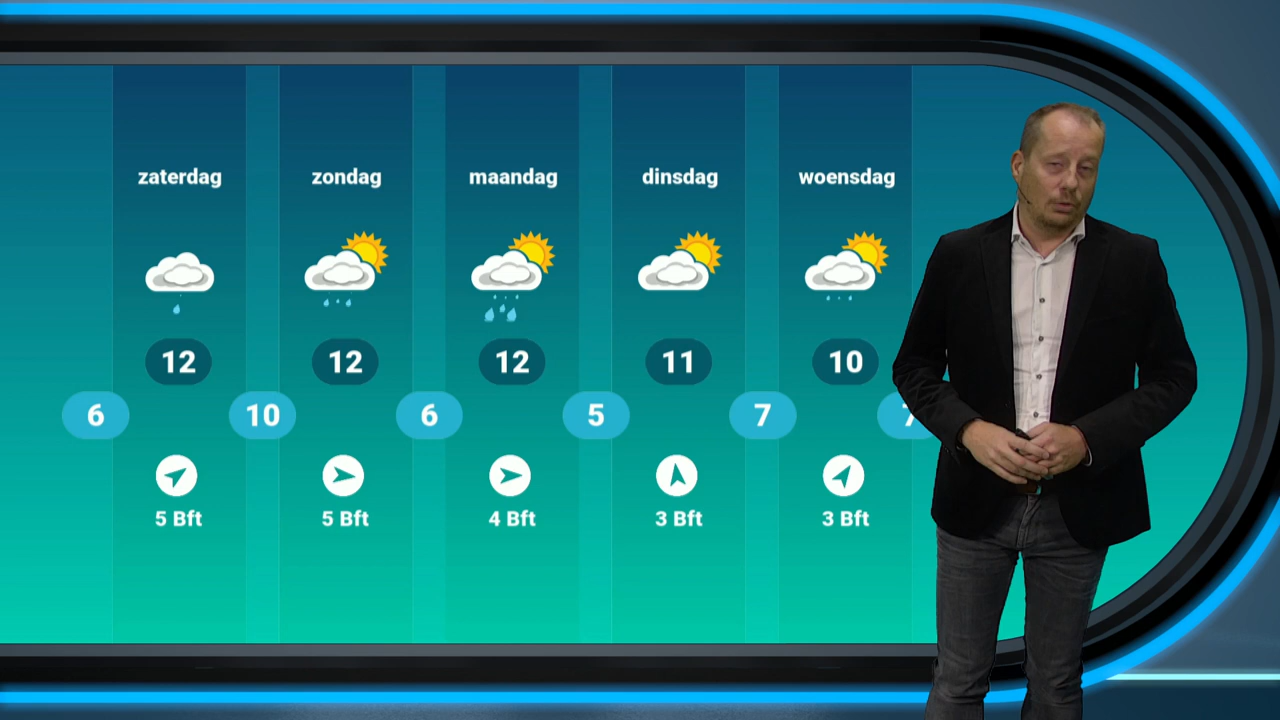 zaterdag zondag maandag dinsdag woensdag
12 12 12 11 10
6 10 6 5 7 7
5 Bft 5 Bft 4 Bft 3 Bft 3 Bft